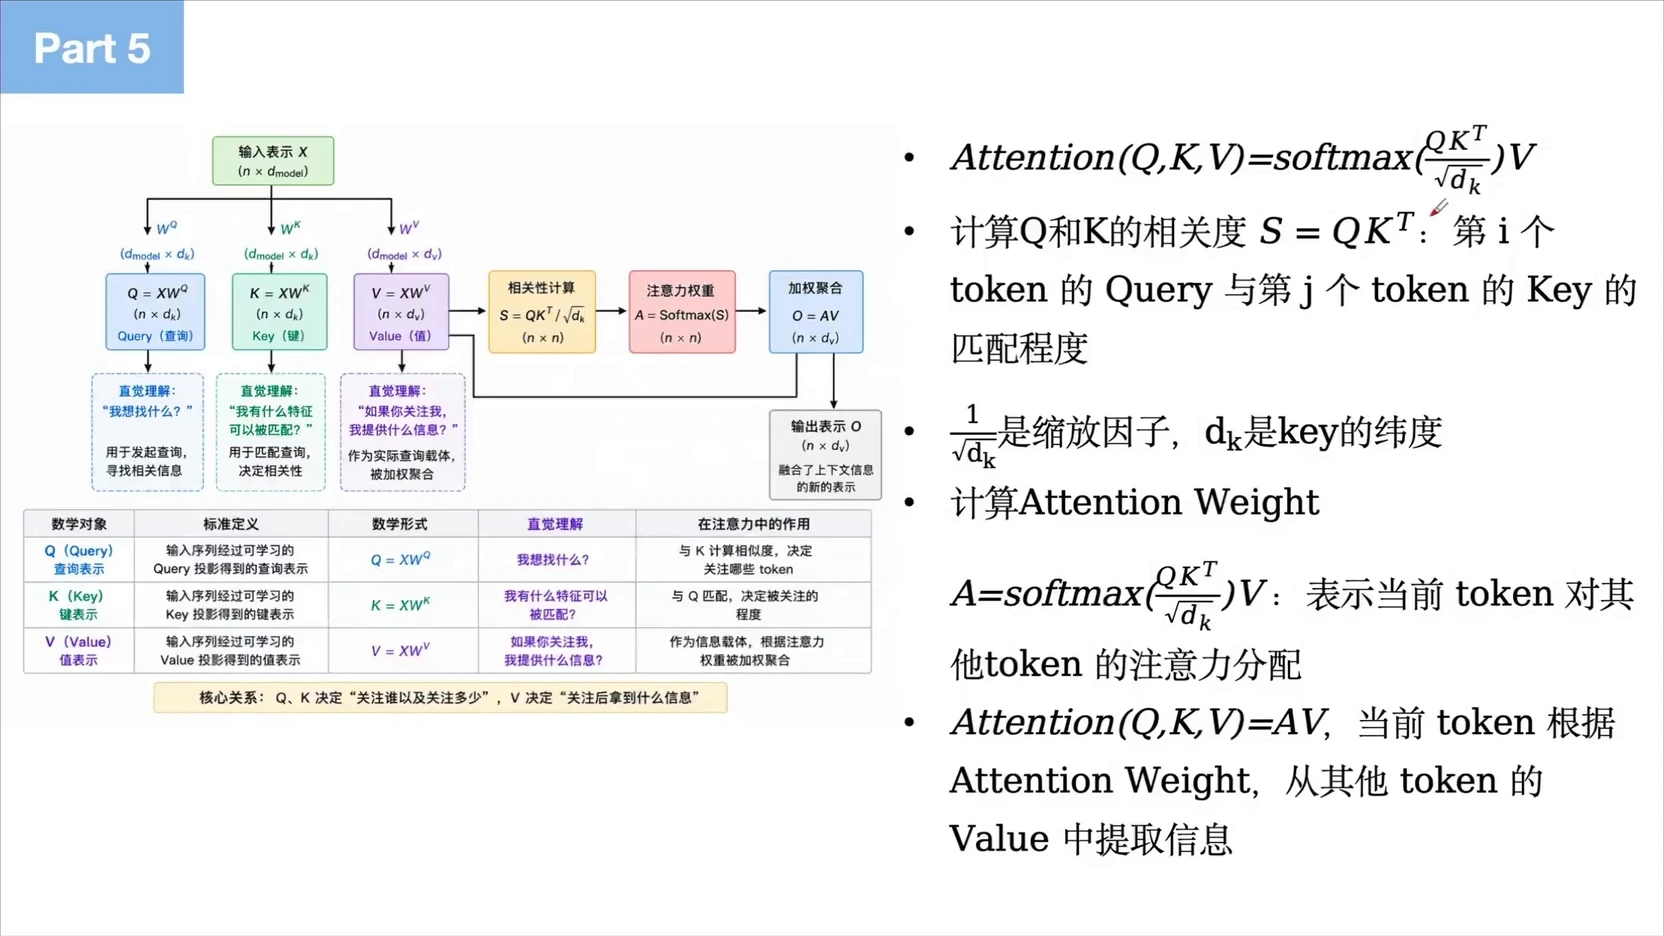 Part 5
输入表示 X
(n × d_model)
W^Q
W^K
W^V
(d_model × d_k)
(d_model × d_k)
(d_model × d_v)
Q = XW^Q
(n × d_k)
Query（查询）
K = XW^K
(n × d_k)
Key（键）
V = XW^V
(n × d_v)
Value（值）
相关性计算
S = QK^T/√d_k
(n × n)
注意力权重
A = Softmax(S)
(n × n)
加权聚合
O = AV
(n × d_v)
直觉理解：
“我想找什么？”
用于发起查询，
寻找相关信息
直觉理解：
“我有什么特征
可以被匹配？”
用于匹配查询，
决定相关性
直觉理解：
“如果你关注我，
我提供什么信息？”
作为实际查询载体，
被加权聚合
输出表示 O
(n × d_v)
融合了上下文信息
的新的表示
数学对象 标准定义 数学形式 直觉理解 在注意力中的作用
Q（Query）
查询表示
输入序列经过可学习的
Query 投影得到的查询表示
Q = XW^Q
我想找什么？
与 K 计算相似度，决定
关注哪些 token
K（Key）
键表示
输入序列经过可学习的
Key 投影得到的键表示
K = XW^K
我有什么特征可以
被匹配？
与 Q 匹配，决定被关注的
程度
V（Value）
值表示
输入序列经过可学习的
Value 投影得到的值表示
V = XW^V
如果你关注我，
我提供什么信息？
作为信息载体，根据注意力
权重被加权聚合
核心关系： Q、K 决定“关注谁以及关注多少”，V 决定“关注后拿到什么信息”
• Attention(Q,K,V)=softmax(QK^T/√d_k)V
• 计算Q和K的相关度 S = QK^T：第 i 个
token 的 Query 与第 j 个 token 的 Key 的
匹配程度
• 1/√d_k是缩放因子，d_k是key的纬度
• 计算Attention Weight
A=softmax(QK^T/√d_k)V：表示当前 token 对其
他token 的注意力分配
• Attention(Q,K,V)=AV，当前 token 根据
Attention Weight，从其他 token 的
Value 中提取信息